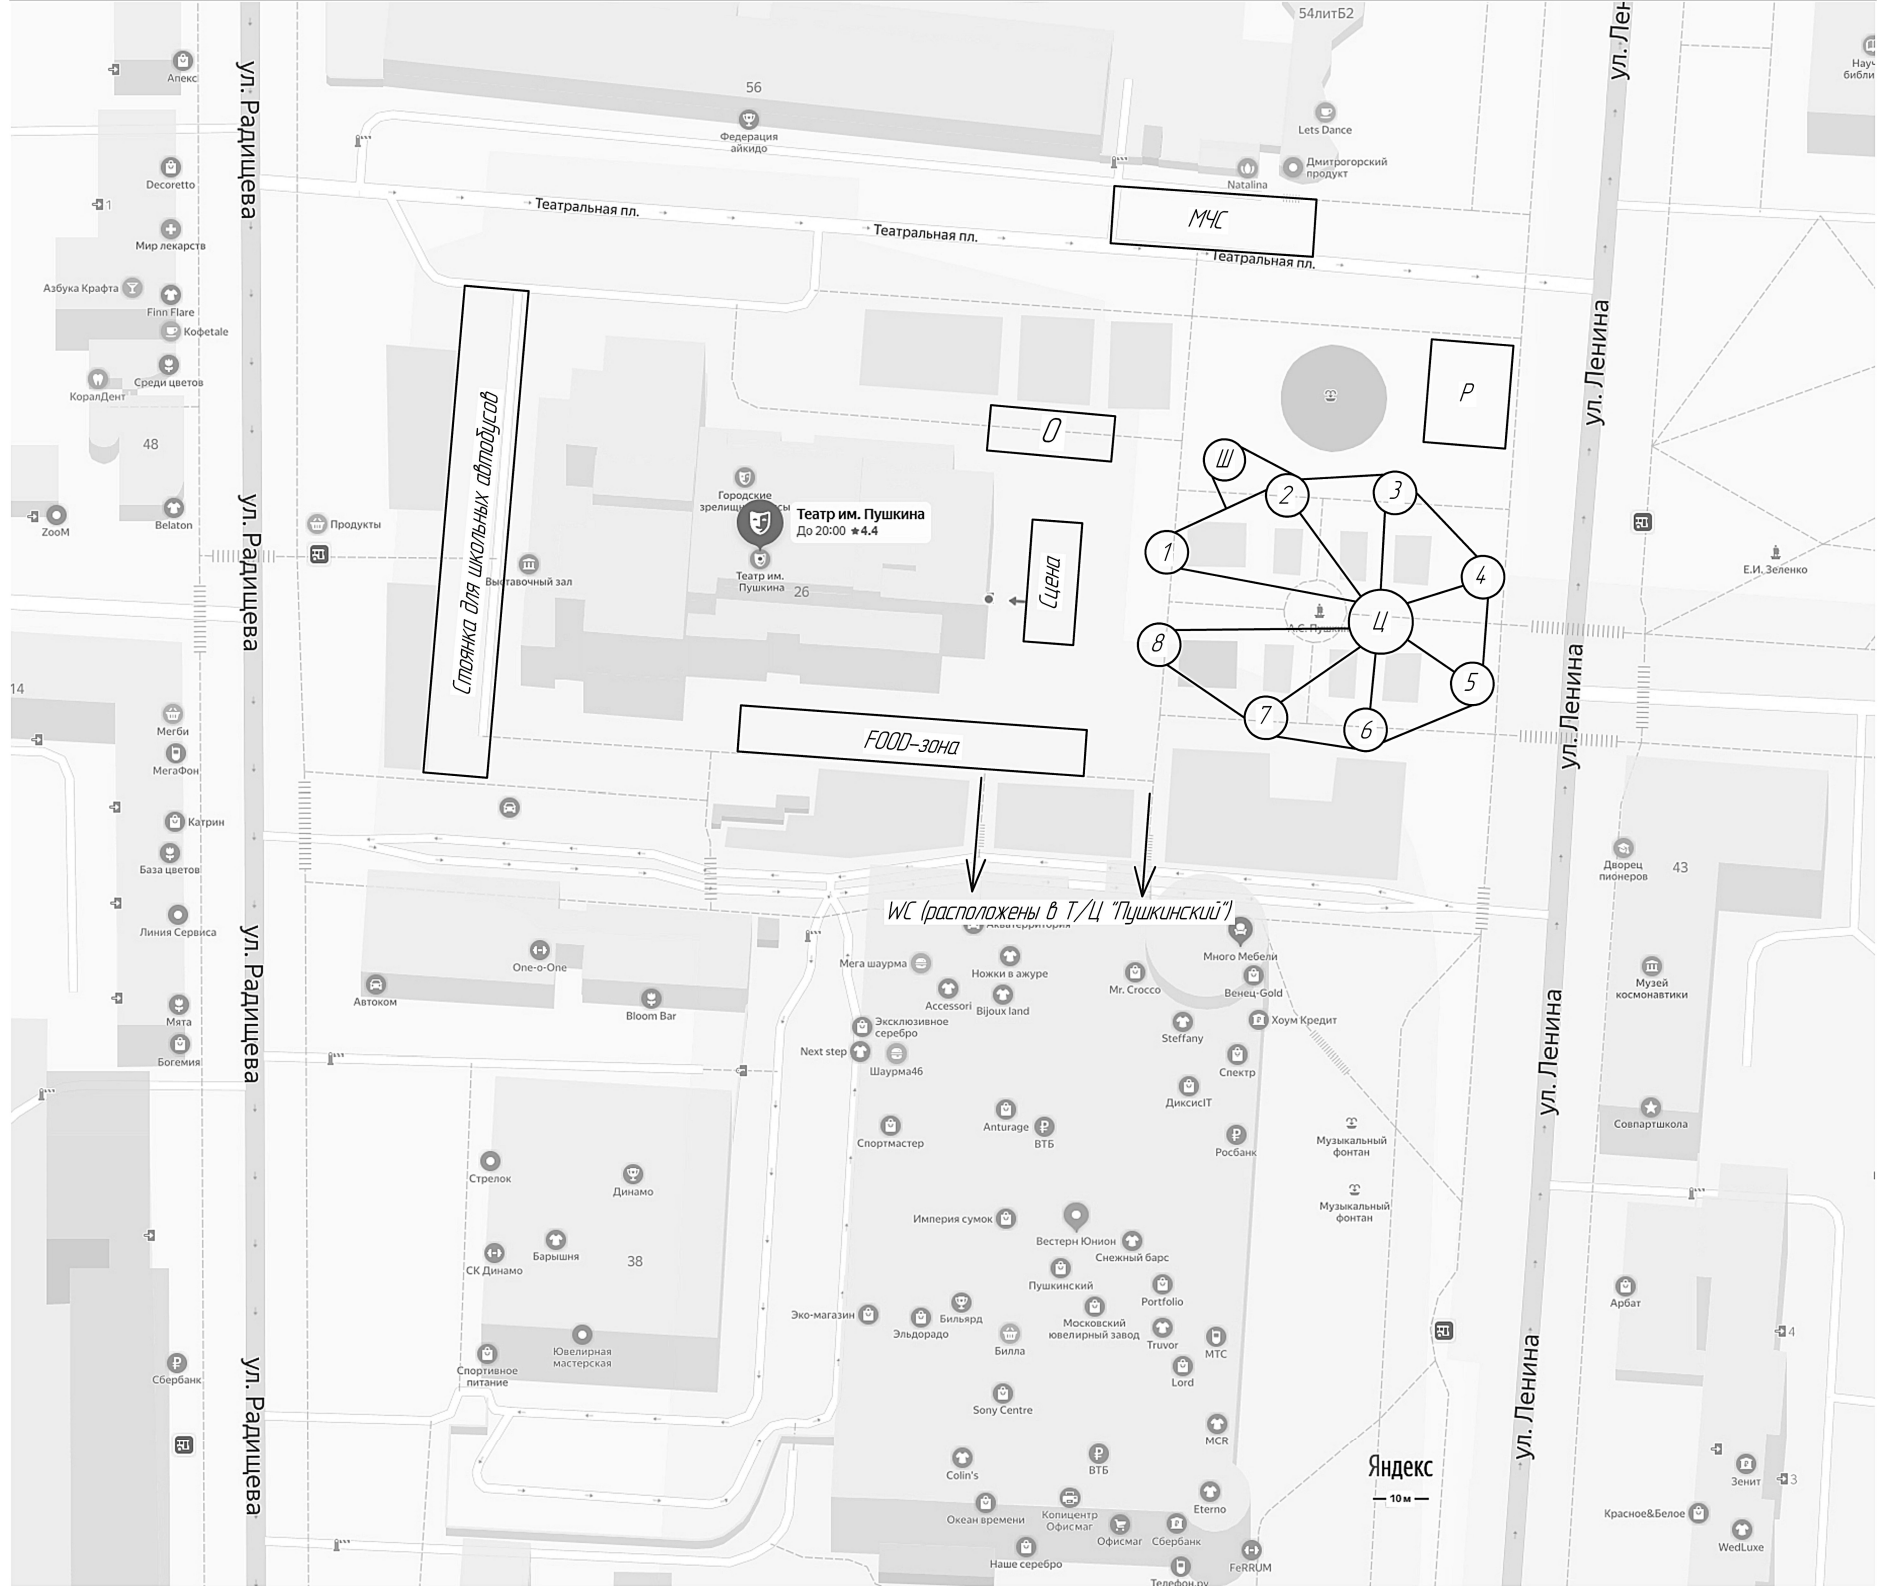 54литБ2
ул. Лен
Науч
библи
Апекс
ул. Радищева
56
Федерация
айкидо
Lets Dance
Дмитрогорский
продукт
Natalina
Decoretto
1
Мир лекарств
Театральная пл.
Театральная пл.
МЧС
Театральная пл.
Азбука Крафта
Finn Flare
Кофetale
Среди цветов
КоралДент
48
ZooM
Belaton
ул. Ленина
Р
О
Стоянка для школьных автобусов
Городские
Театр им. Пушкина
До 20:00 ★4.4
Театр им.
Пушкина
26
Выставочный зал
Продукты
ул. Радищева
Сцена
Ш
2
3
1
4
Ц
8
5
7
6
Е.И. Зеленко
14
Мегби
МегаФон
FOOD-зона
ул. Ленина
Катрин
База цветов
Линия Сервиса
Дворец
пионеров
43
WC (расположены в Т/Ц "Пушкинский")
Акватерритория
Много Мебели
ул. Радищева
One-o-One
Автоком
Bloom Bar
Мега шаурма
Ножки в ажуре
Accessori
Bijoux land
Mr. Crocco
Венец-Gold
Музей
космонавтики
Мята
Богемия
Эксклюзивное
серебро
Next step
Шаурма46
Steffany
Хоум Кредит
Спектр
ДиксисIT
ул. Ленина
Спортмастер
Anturage
ВТБ
Росбанк
Музыкальный
фонтан
Совпартшкола
Стрелок
Динамо
Музыкальный
фонтан
Империя сумок
Вестерн Юнион
Снежный барс
Барышня
СК Динамо
38
Пушкинский
Portfolio
Эко-магазин
Эльдорадо
Бильярд
Московский
ювелирный завод
Билла
Truvor
МТС
Lord
Арбат
4
Ювелирная
мастерская
Спортивное
питание
Сбербанк
ул. Радищева
Sony Centre
MCR
ул. Ленина
Colin's
ВТБ
Яндекс
10 м
Eterno
Океан времени
Копицентр
Офисмаг
Офисмаг
Сбербанк
Наше серебро
FeRRUM
Телефон.ру
Зенит
3
Красное&Белое
WedLuxe